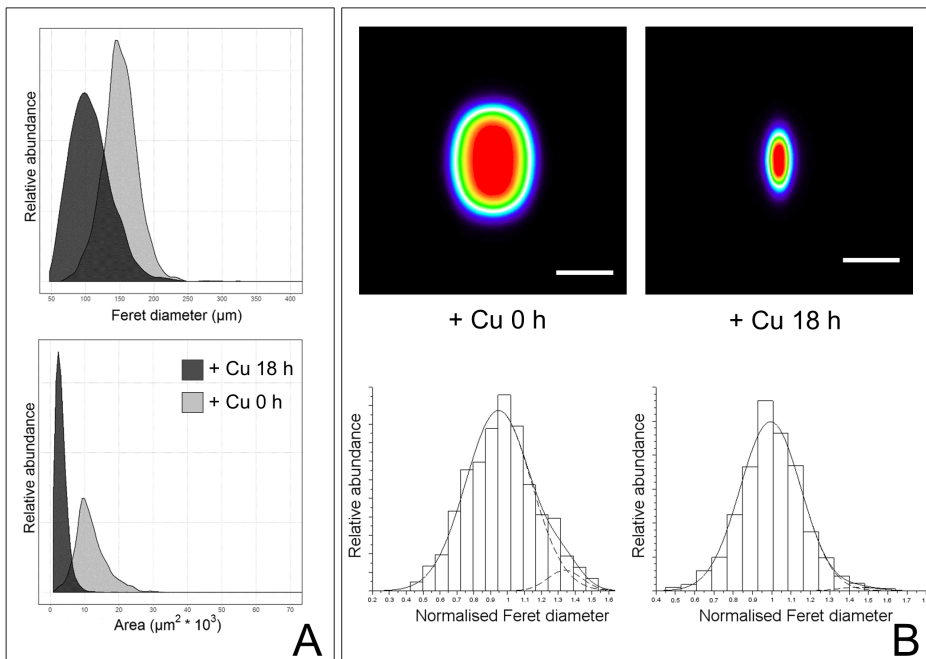 Relative abundance
50 100 150 200 250 300 350 400
Feret diameter (µm)
+ Cu 18 h
+ Cu 0 h
Relative abundance
0 10 20 30 40 50 60 70
Area (µm² * 10³)
A
+ Cu 0 h
+ Cu 18 h
Relative abundance
0.2 0.3 0.4 0.5 0.6 0.7 0.8 0.9 1 1.1 1.2 1.3 1.4 1.5 1.6
Normalised Feret diameter
Relative abundance
0.4 0.5 0.6 0.7 0.8 0.9 1 1.1 1.2 1.3 1.4 1.5 1.6 1.7
Normalised Feret diameter
B